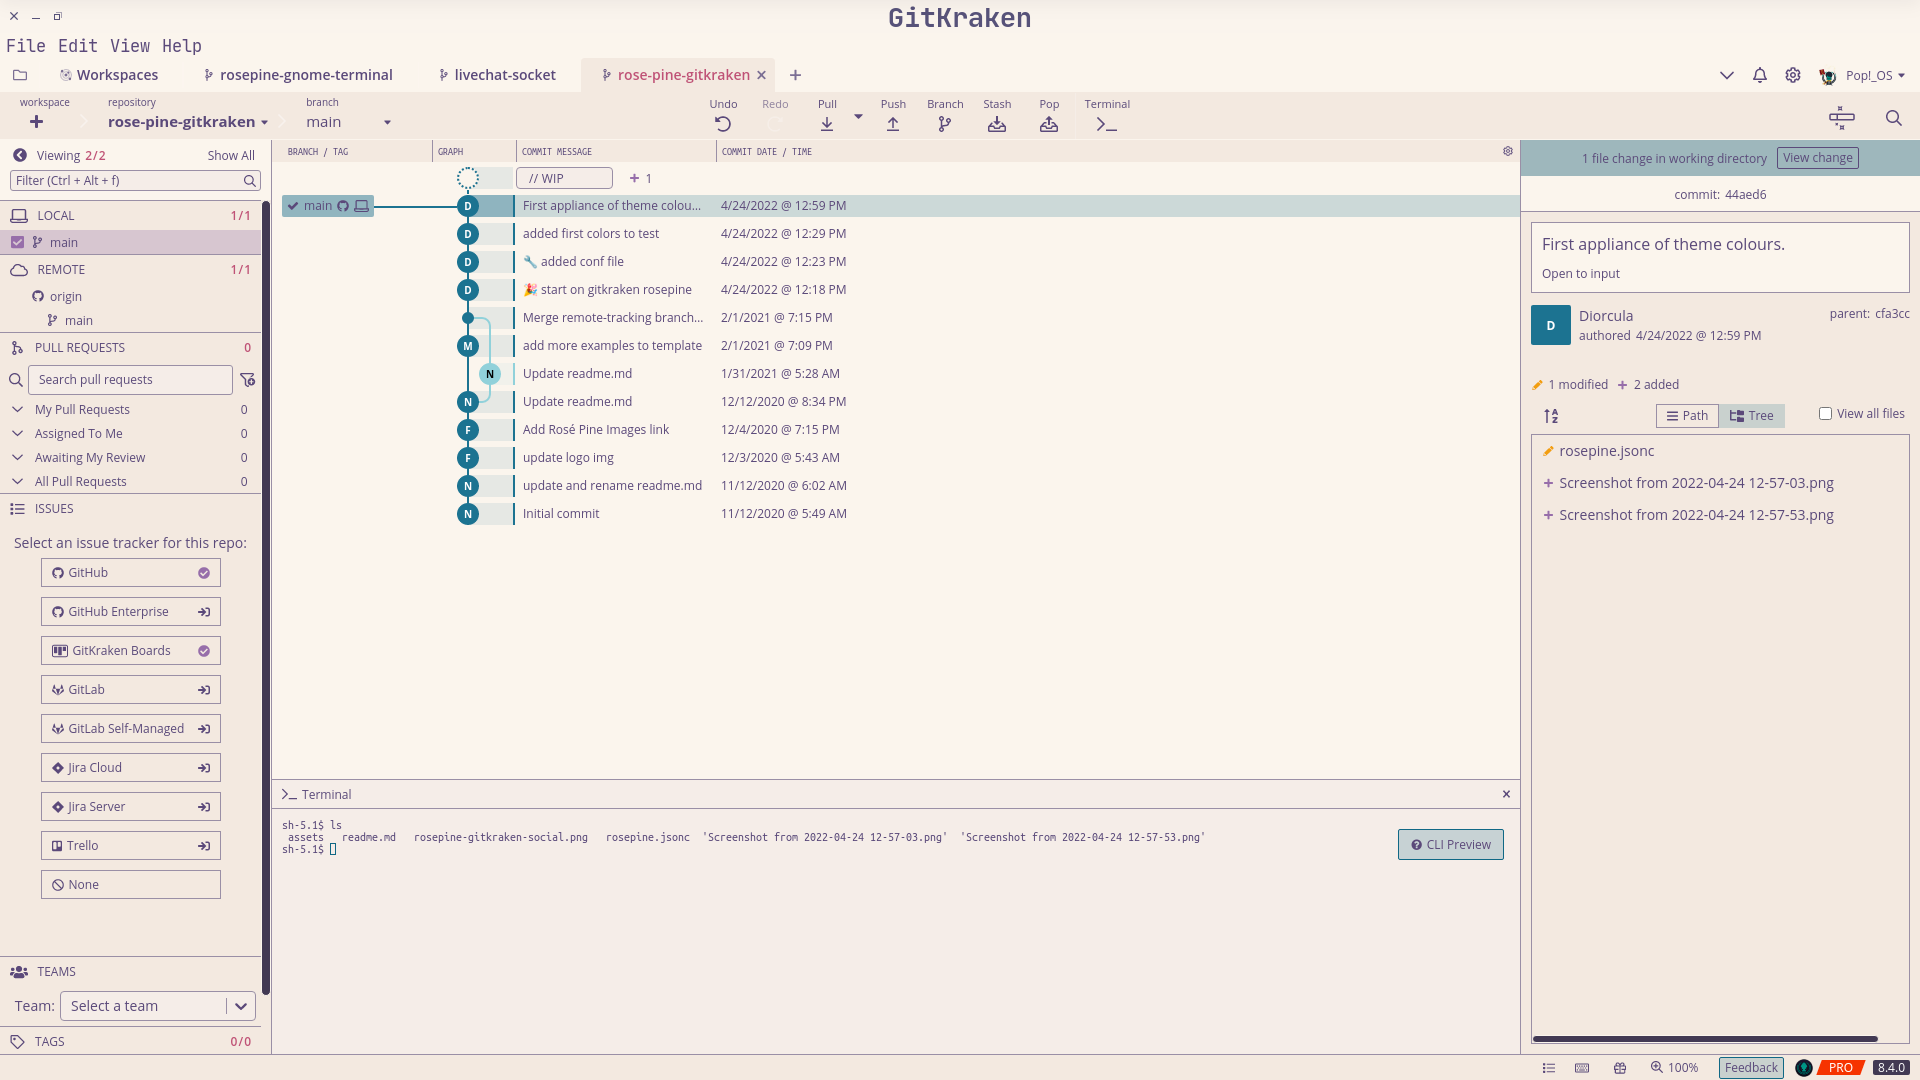 GitKraken
File Edit View Help
Workspaces rosepine-gnome-terminal livechat-socket rose-pine-gitkraken Pop!_OS
workspace repository branch
rose-pine-gitkraken main
Undo Redo Pull Push Branch Stash Pop Terminal
Viewing 2/2 Show All
Filter (Ctrl + Alt + f)
LOCAL 1/1
main
REMOTE 1/1
origin
main
PULL REQUESTS 0
Search pull requests
My Pull Requests 0
Assigned To Me 0
Awaiting My Review 0
All Pull Requests 0
ISSUES
Select an issue tracker for this repo:
GitHub
GitHub Enterprise
GitKraken Boards
GitLab
GitLab Self-Managed
Jira Cloud
Jira Server
Trello
None
TEAMS
Team: Select a team
TAGS 0/0
BRANCH / TAG GRAPH COMMIT MESSAGE COMMIT DATE / TIME
// WIP + 1
main D First appliance of theme colou... 4/24/2022 @ 12:59 PM
D added first colors to test 4/24/2022 @ 12:29 PM
D 🔧 added conf file 4/24/2022 @ 12:23 PM
D 🎉 start on gitkraken rosepine 4/24/2022 @ 12:18 PM
Merge remote-tracking branch... 2/1/2021 @ 7:15 PM
M add more examples to template 2/1/2021 @ 7:09 PM
N Update readme.md 1/31/2021 @ 5:28 AM
N Update readme.md 12/12/2020 @ 8:34 PM
F Add Rosé Pine Images link 12/4/2020 @ 7:15 PM
F update logo img 12/3/2020 @ 5:43 AM
N update and rename readme.md 11/12/2020 @ 6:02 AM
N Initial commit 11/12/2020 @ 5:49 AM
Terminal
sh-5.1$ ls
assets readme.md rosepine-gitkraken-social.png rosepine.jsonc 'Screenshot from 2022-04-24 12-57-03.png' 'Screenshot from 2022-04-24 12-57-53.png'
sh-5.1$
CLI Preview
1 file change in working directory View change
commit: 44aed6
First appliance of theme colours.
Open to input
D Diorcula parent: cfa3cc
authored 4/24/2022 @ 12:59 PM
1 modified + 2 added
Path Tree View all files
rosepine.jsonc
+ Screenshot from 2022-04-24 12-57-03.png
+ Screenshot from 2022-04-24 12-57-53.png
100% Feedback PRO 8.4.0